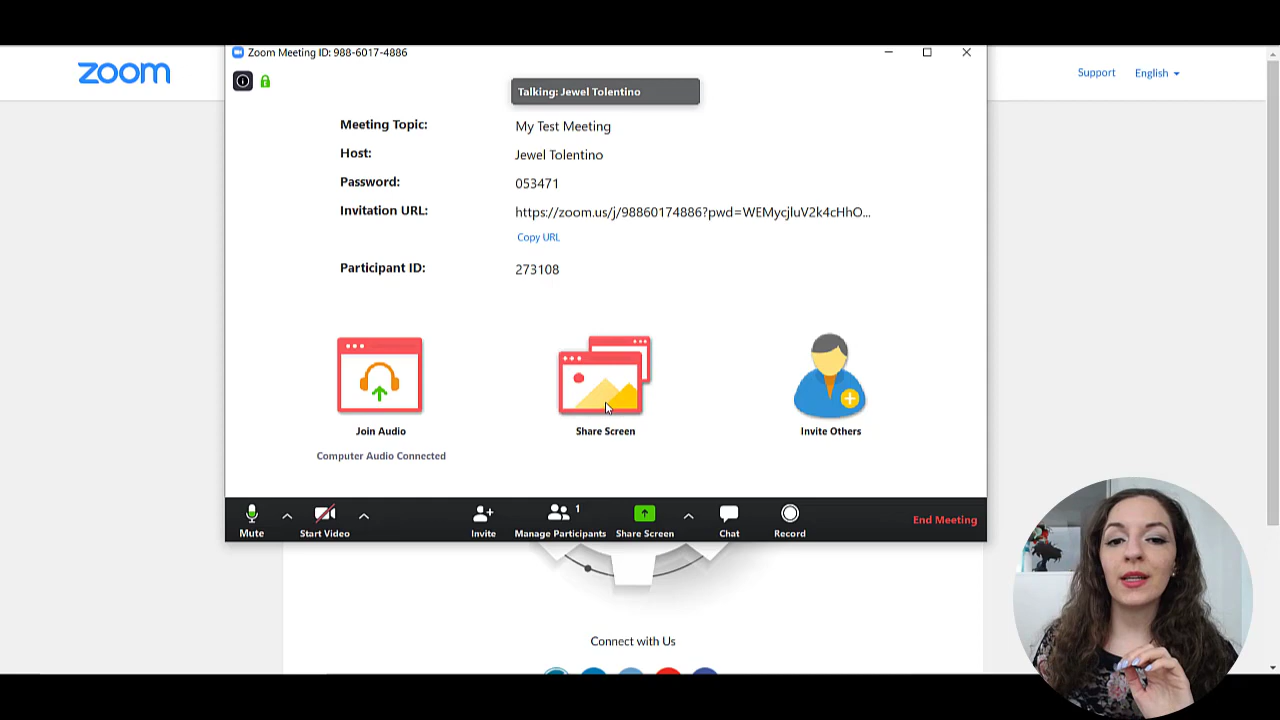 Zoom Meeting ID: 988-6017-4886
zoom
Support
English
Talking: Jewel Tolentino
Meeting Topic: My Test Meeting
Host: Jewel Tolentino
Password: 053471
Invitation URL: https://zoom.us/j/98860174886?pwd=WEMycjluV2k4cHhO...
Copy URL
Participant ID: 273108
Join Audio
Share Screen
Invite Others
Computer Audio Connected
1
Mute
Start Video
Invite
Manage Participants
Share Screen
Chat
Record
End Meeting
Connect with Us